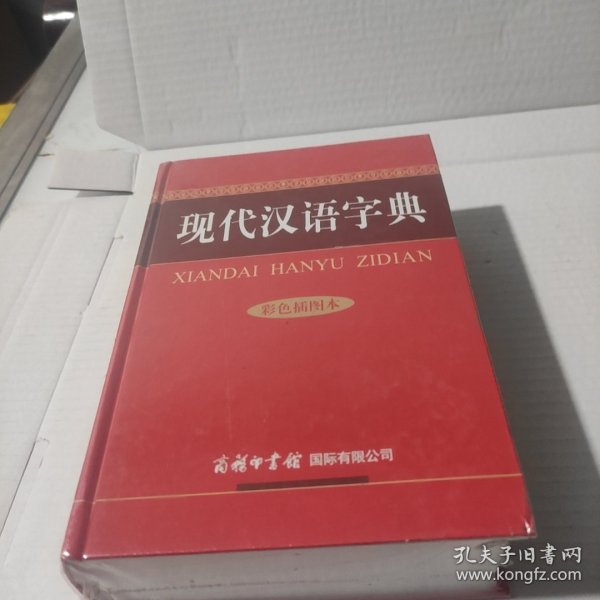 现代汉语字典
XIANDAI HANYU ZIDIAN
彩色插图本
商务印书馆 国际有限公司
孔夫子旧书网
www.kongfz.com